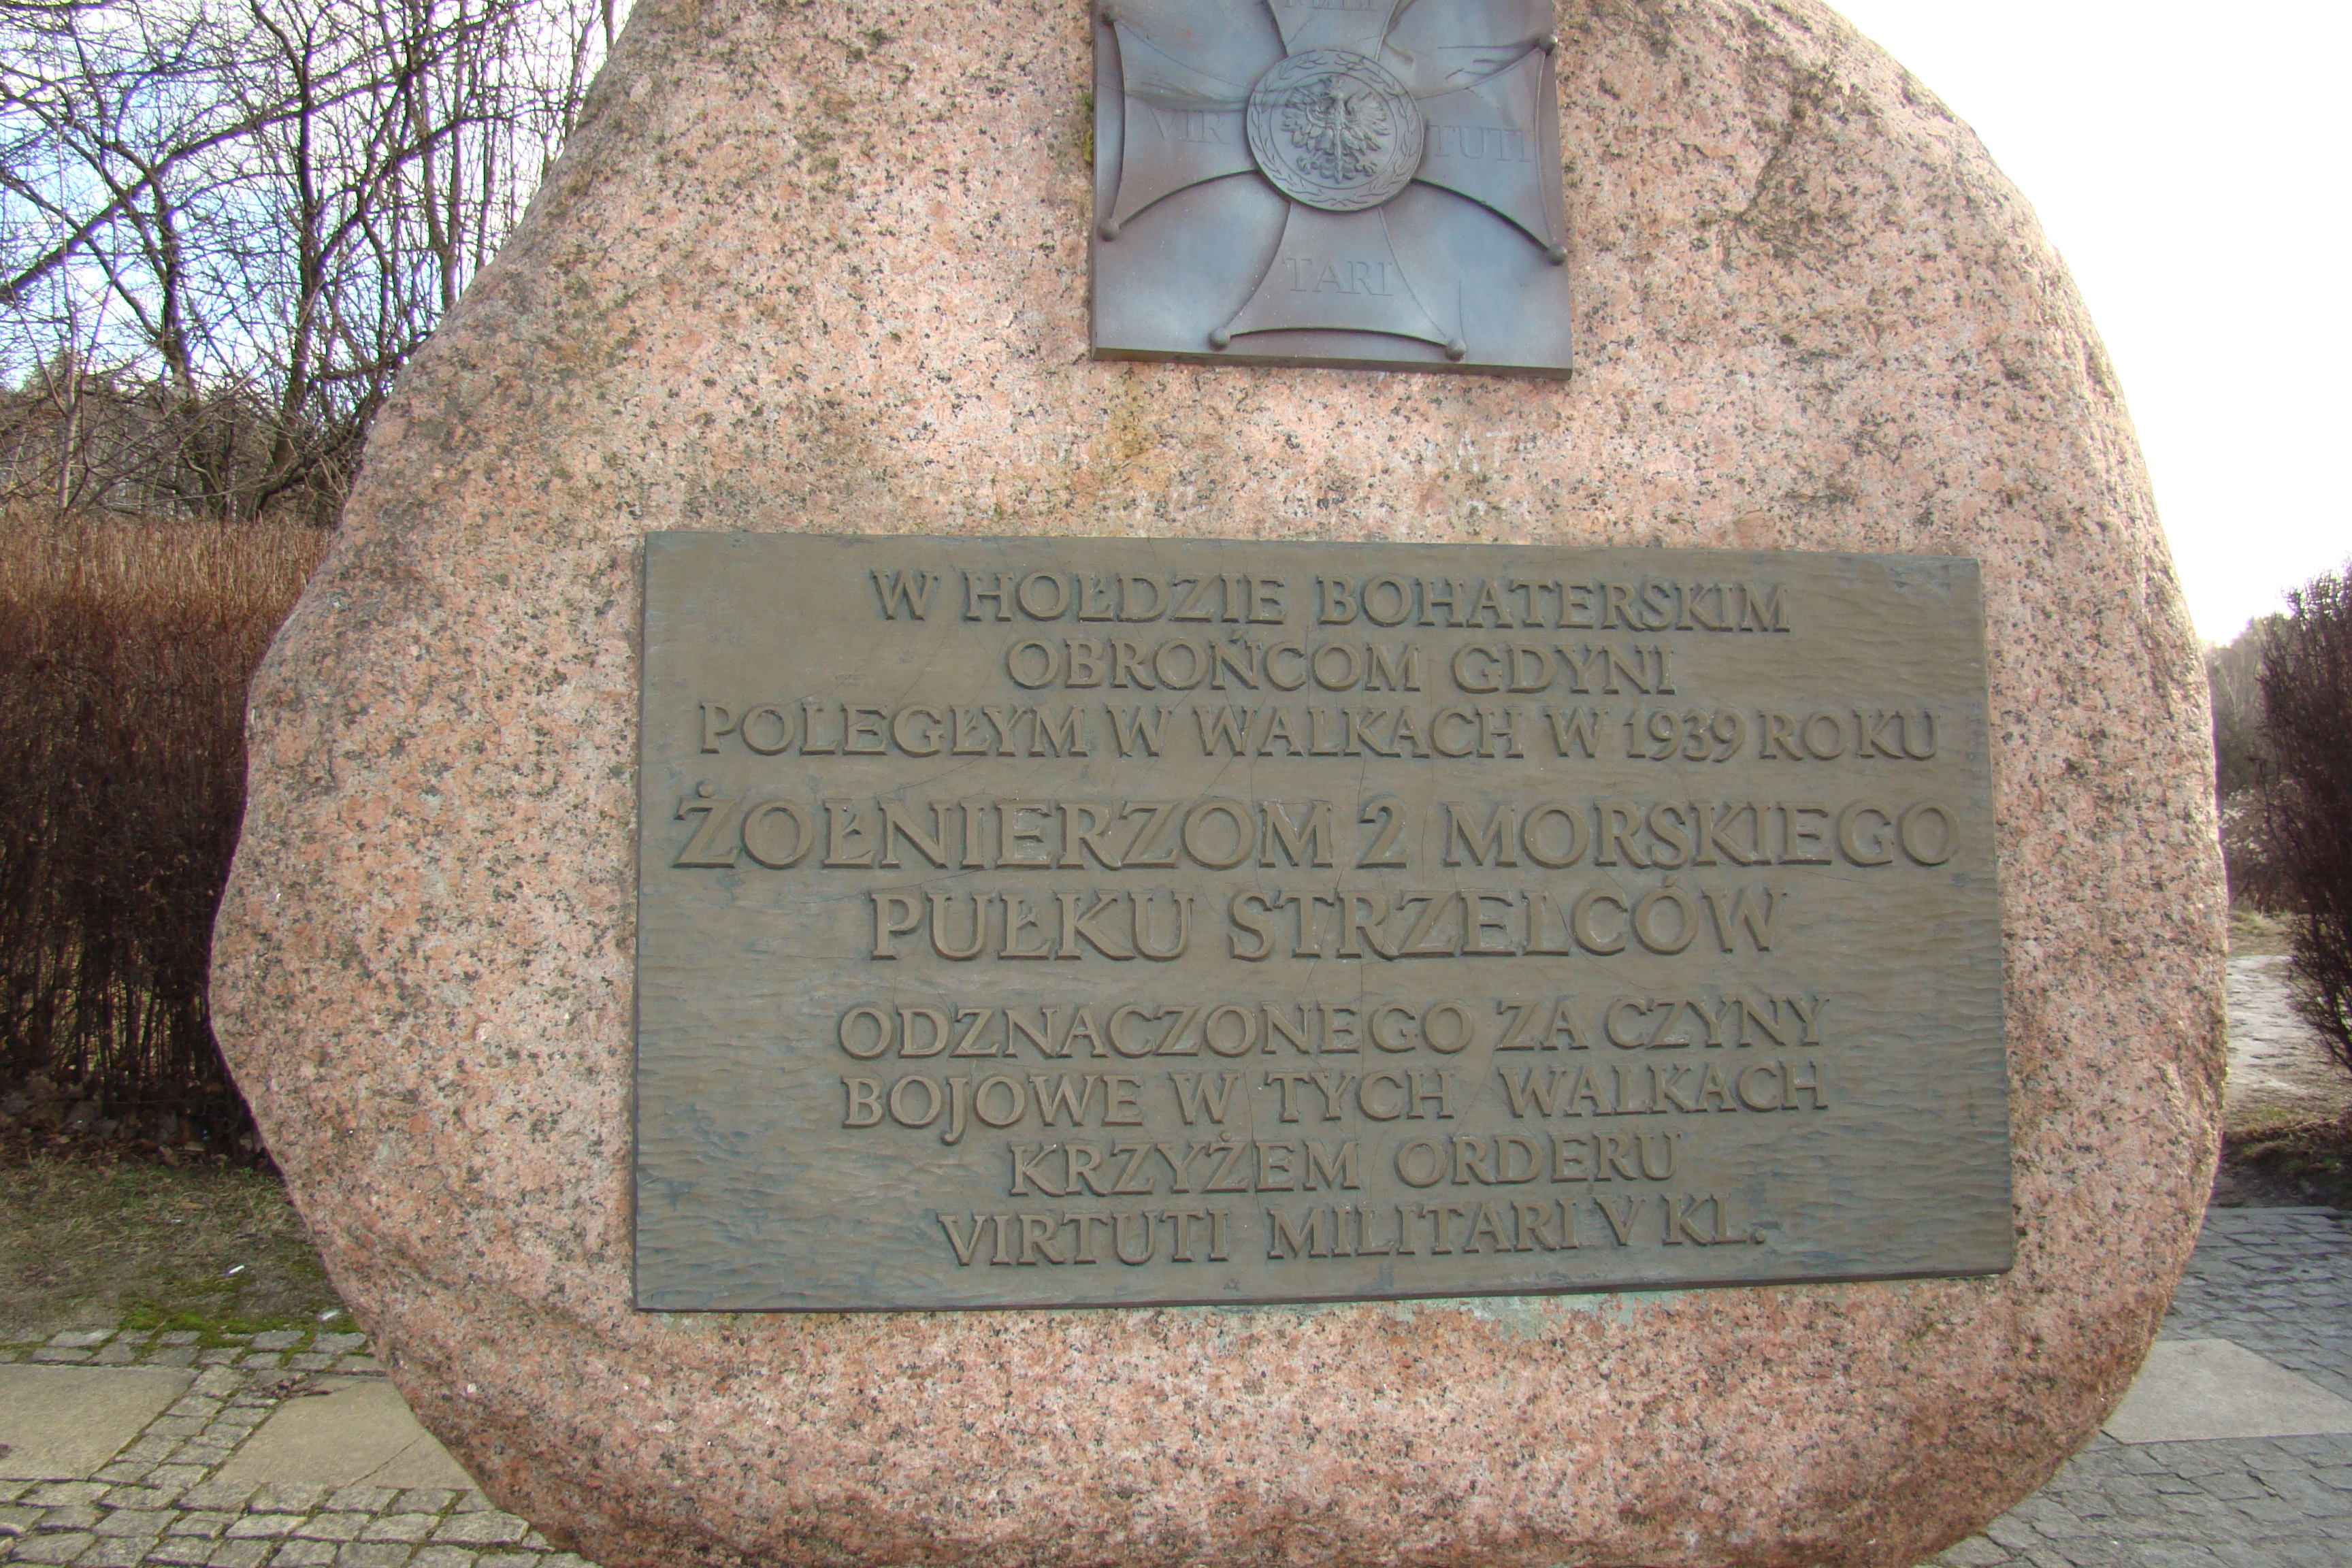 VIR TUTI
TARI
W HOŁDZIE BOHATERSKIM
OBROŃCOM GDYNI
POLEGŁYM W WALKACH W 1939 ROKU
ŻOŁNIERZOM 2 MORSKIEGO
PUŁKU STRZELCÓW
ODZNACZONEGO ZA CZYNY
BOJOWE W TYCH WALKACH
KRZYŻEM ORDERU
VIRTUTI MILITARI V KL.